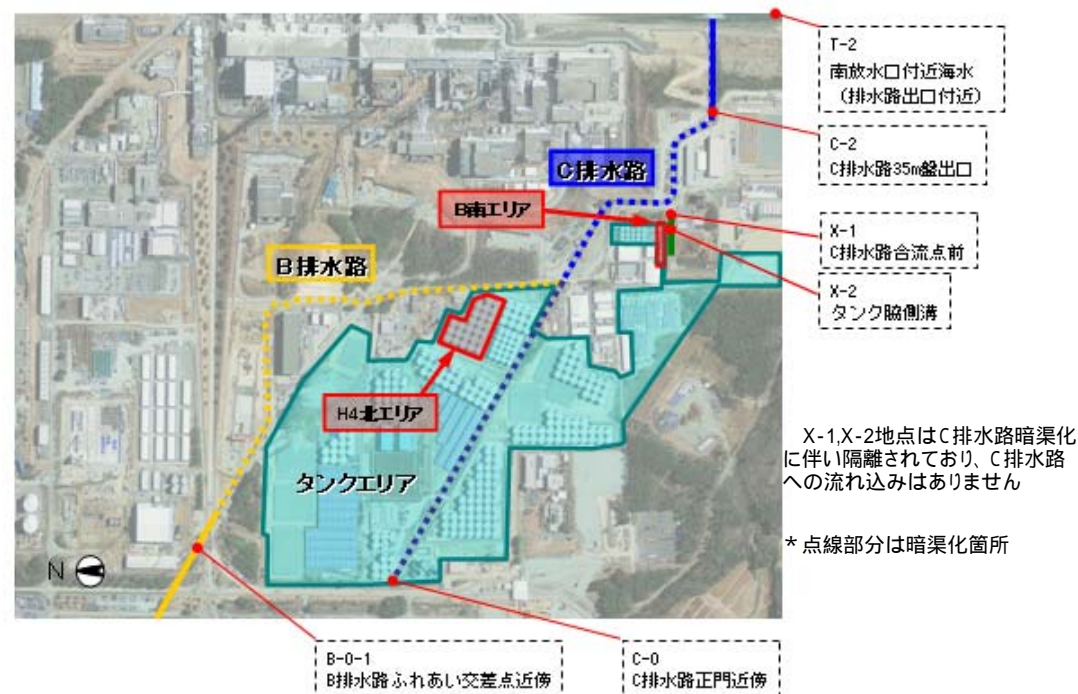 T-2
南放水口付近海水
（排水路出口付近）
C-2
C排水路35m盤出口
C排水路
B南エリア
X-1
C排水路合流点前
B排水路
X-2
タンク脇側溝
H4北エリア
X-1,X-2地点はC排水路暗渠化
に伴い隔離されており、C排水路
への流れ込みはありません
タンクエリア
*点線部分は暗渠化箇所
N
B-0-1
B排水路ふれあい交差点近傍
C-0
C排水路正門近傍